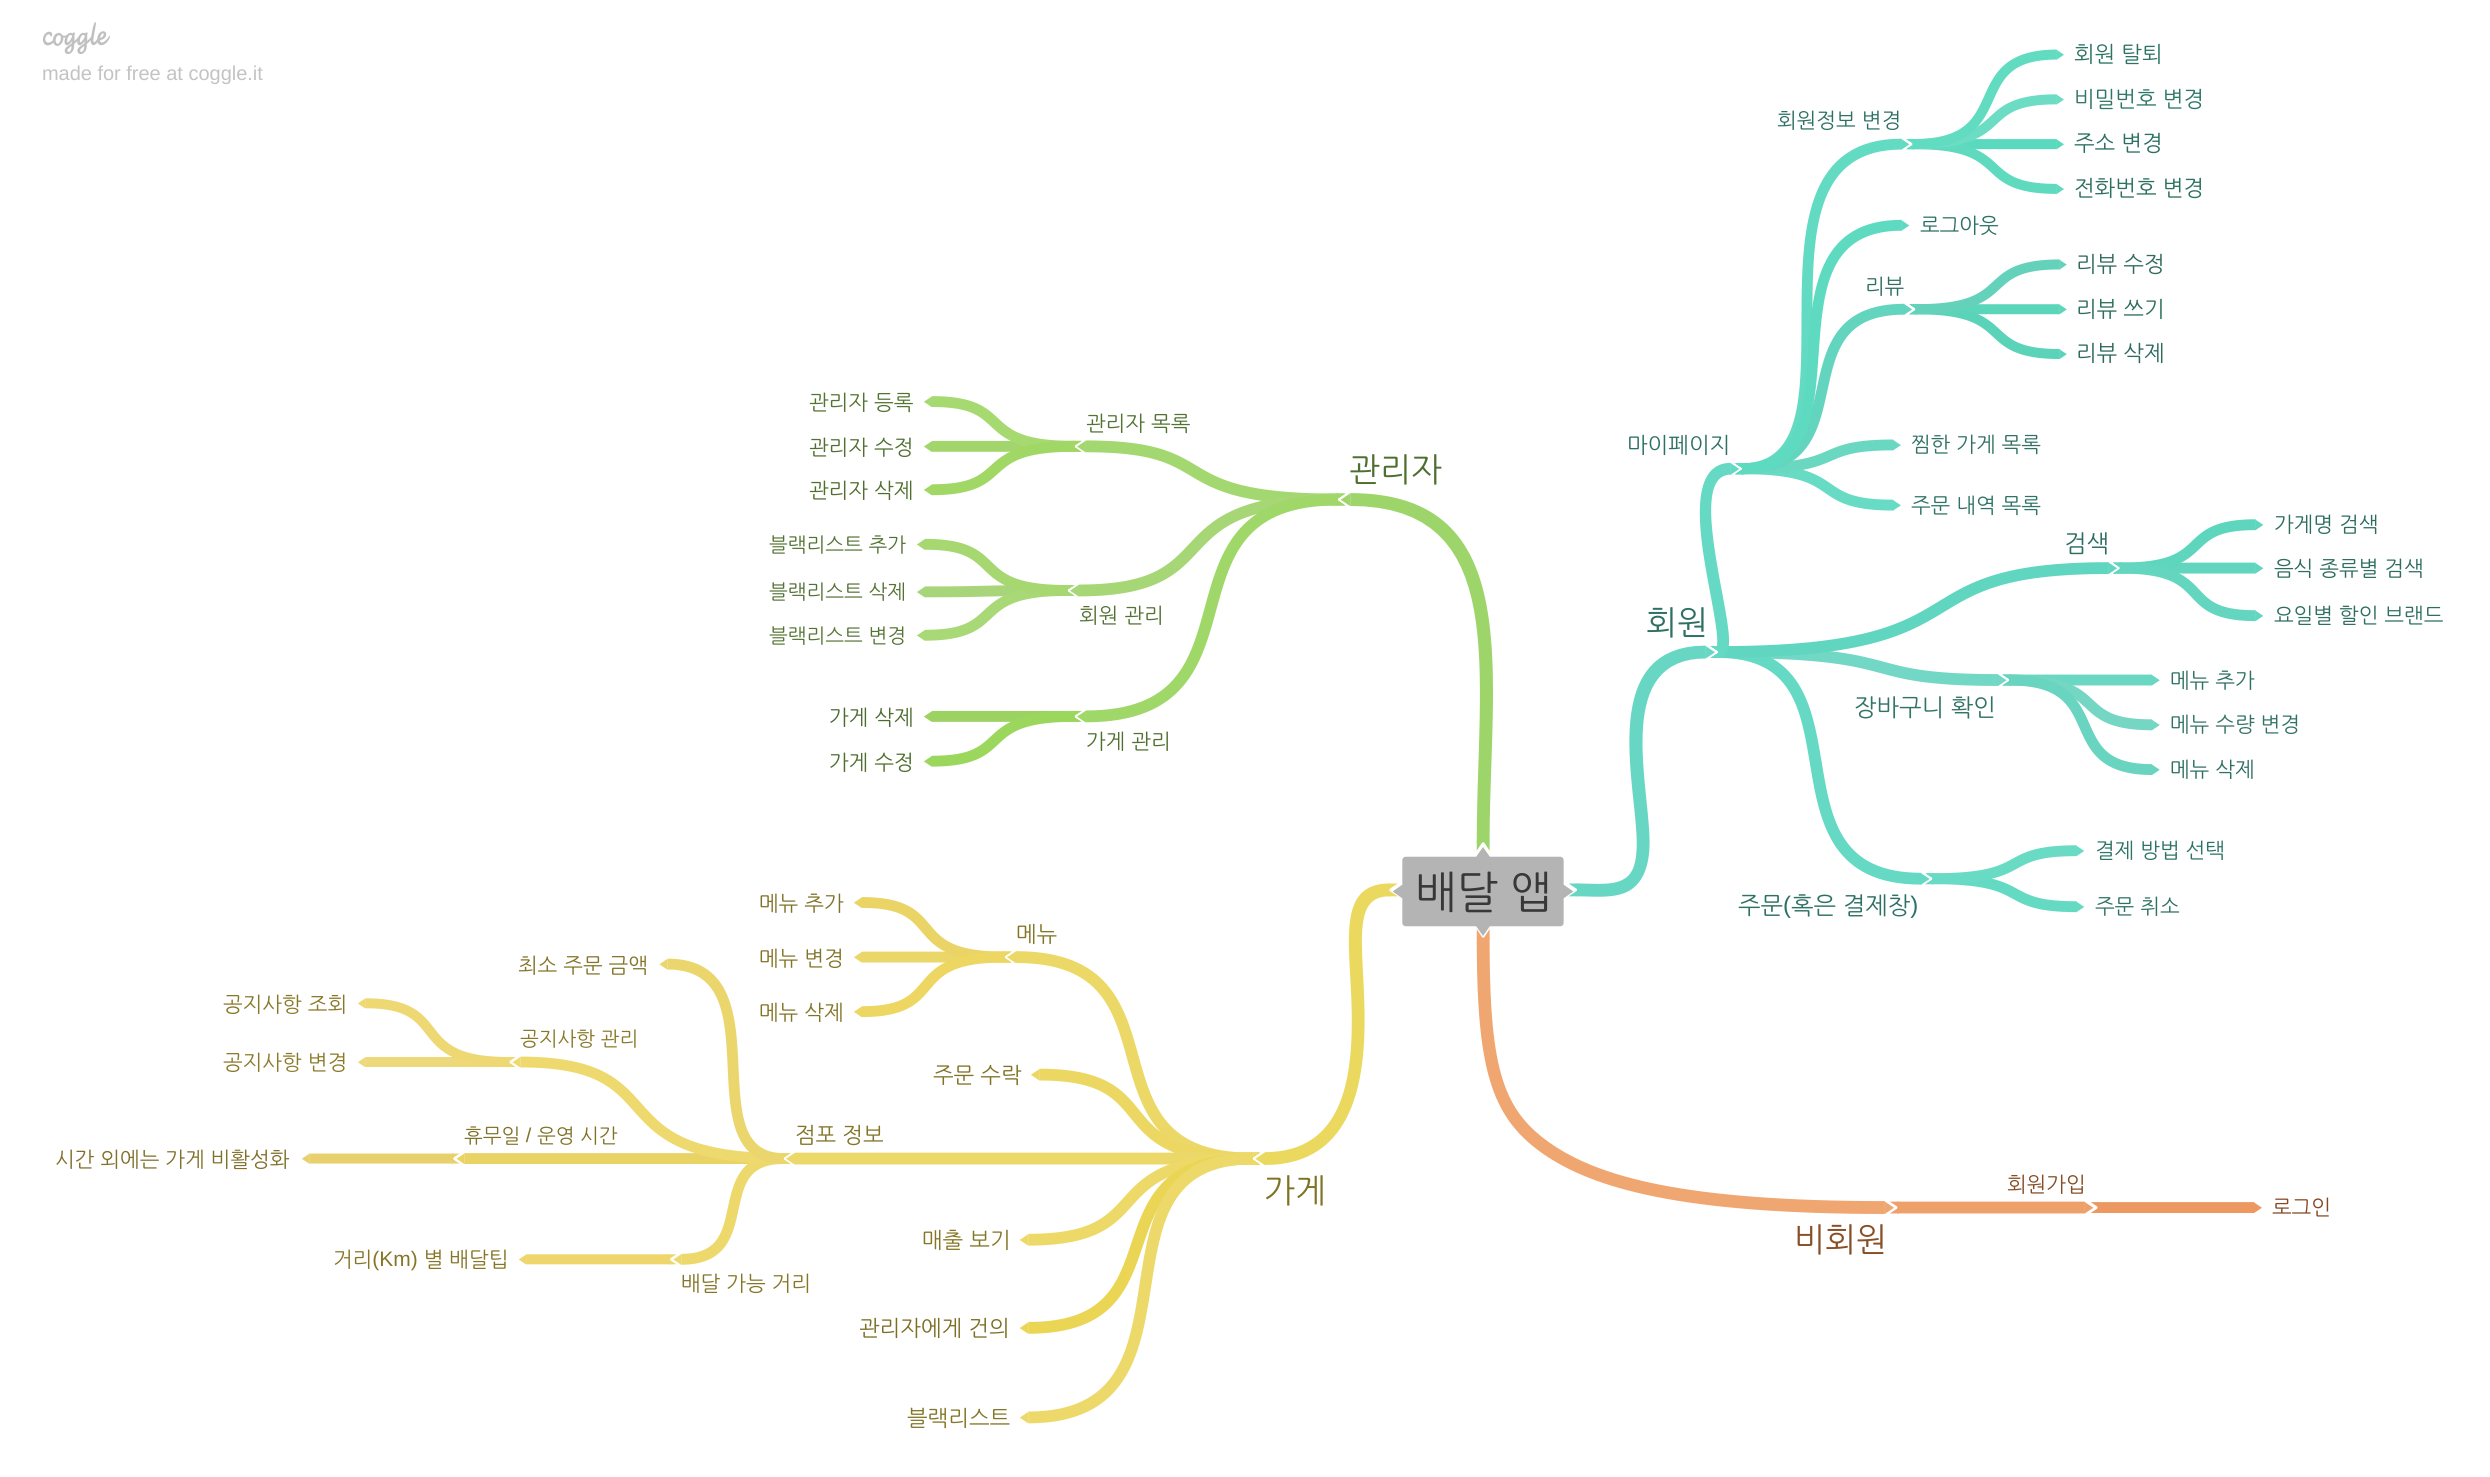 coggle
made for free at coggle.it
배달 앱
회원
마이페이지
회원정보 변경
회원 탈퇴
비밀번호 변경
주소 변경
전화번호 변경
로그아웃
리뷰
리뷰 수정
리뷰 쓰기
리뷰 삭제
찜한 가게 목록
주문 내역 목록
검색
가게명 검색
음식 종류별 검색
요일별 할인 브랜드
장바구니 확인
메뉴 추가
메뉴 수량 변경
메뉴 삭제
주문(혹은 결제창)
결제 방법 선택
주문 취소
비회원
회원가입
로그인
관리자
관리자 목록
관리자 등록
관리자 수정
관리자 삭제
회원 관리
블랙리스트 추가
블랙리스트 삭제
블랙리스트 변경
가게 관리
가게 삭제
가게 수정
가게
메뉴
메뉴 추가
메뉴 변경
메뉴 삭제
주문 수락
점포 정보
최소 주문 금액
공지사항 관리
공지사항 조회
공지사항 변경
휴무일 / 운영 시간
시간 외에는 가게 비활성화
배달 가능 거리
거리(Km) 별 배달팁
매출 보기
관리자에게 건의
블랙리스트